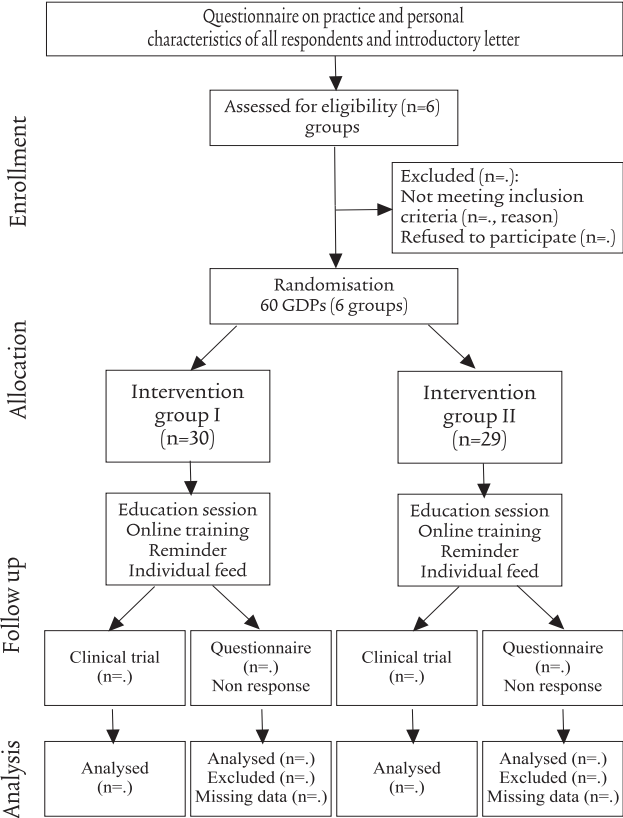 Questionnaire on practice and personal
characteristics of all respondents and introductory letter
Enrollment
Assessed for eligibility (n=6)
groups
Excluded (n=.):
Not meeting inclusion
criteria (n=., reason)
Refused to participate (n=.)
Randomisation
60 GDPs (6 groups)
Allocation
Intervention
group I
(n=30)
Intervention
group II
(n=29)
Education session
Online training
Reminder
Individual feed
Education session
Online training
Reminder
Individual feed
Follow up
Clinical trial
(n=.)
Questionnaire
(n=.)
Non response
Clinical trial
(n=.)
Questionnaire
(n=.)
Non response
Analysis
Analysed
(n=.)
Analysed (n=.)
Excluded (n=.)
Missing data (n=.)
Analysed
(n=.)
Analysed (n=.)
Excluded (n=.)
Missing data (n=.)